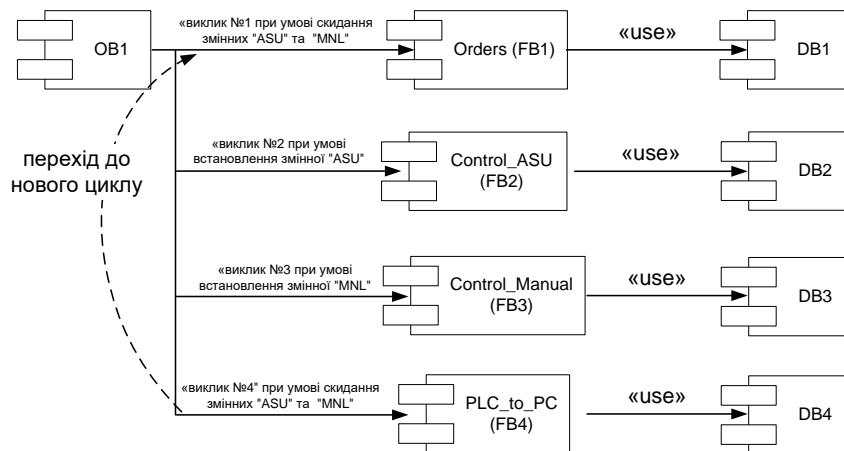 «виклик №1 при умові скидання
змінних "ASU" та "MNL"
OB1
Orders (FB1)
«use»
DB1
«виклик №2 при умові
встановлення змінної "ASU"
Control_ASU
(FB2)
«use»
DB2
перехід до
нового циклу
«виклик №3 при умові
встановлення змінної "MNL"
Control_Manual
(FB3)
«use»
DB3
«виклик №4" при умові скидання
змінних "ASU" та "MNL"
PLC_to_PC
(FB4)
«use»
DB4